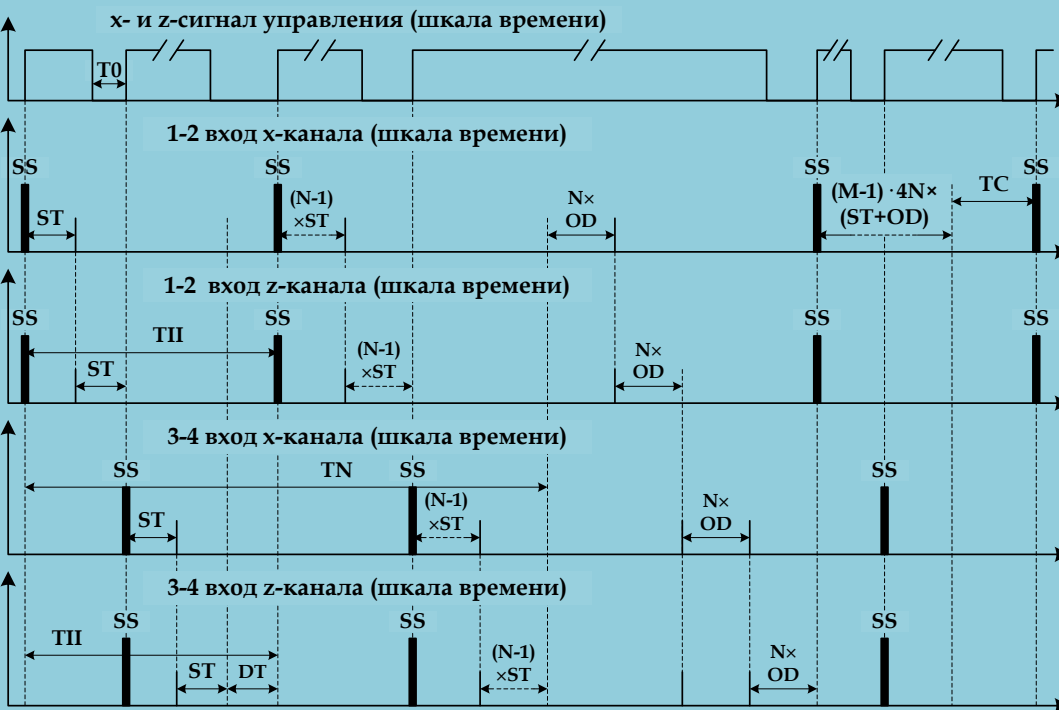 x- и z-сигнал управления (шкала времени)
T0
1-2 вход x-канала (шкала времени)
SS SS SS SS
ST
(N-1)
×ST
N×
OD
(M-1) ·4N×
(ST+OD)
TC
1-2 вход z-канала (шкала времени)
SS SS SS SS
TII
ST
(N-1)
×ST
N×
OD
3-4 вход x-канала (шкала времени)
SS SS SS
TN
ST
(N-1)
×ST
N×
OD
3-4 вход z-канала (шкала времени)
SS SS SS
TII
ST DT
(N-1)
×ST
N×
OD